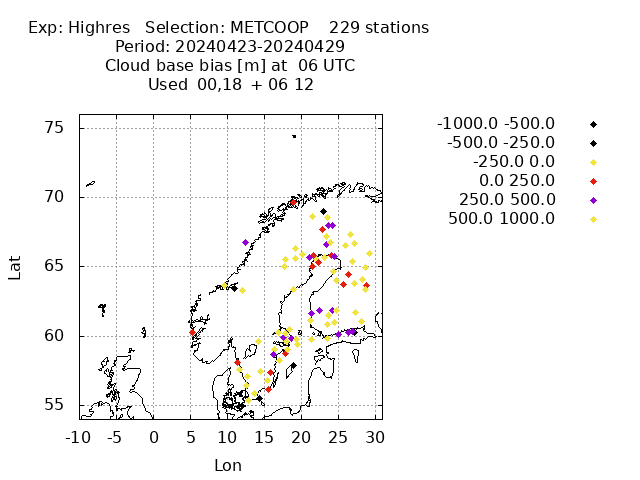 Exp: Highres   Selection: METCOOP    229 stations
Period: 20240423-20240429
Cloud base bias [m] at  06 UTC
Used  00,18  + 06 12
-1000.0 -500.0
-500.0 -250.0
-250.0 0.0
0.0 250.0
250.0 500.0
500.0 1000.0
75
70
65
60
55
Lat
-10 -5 0 5 10 15 20 25 30
Lon